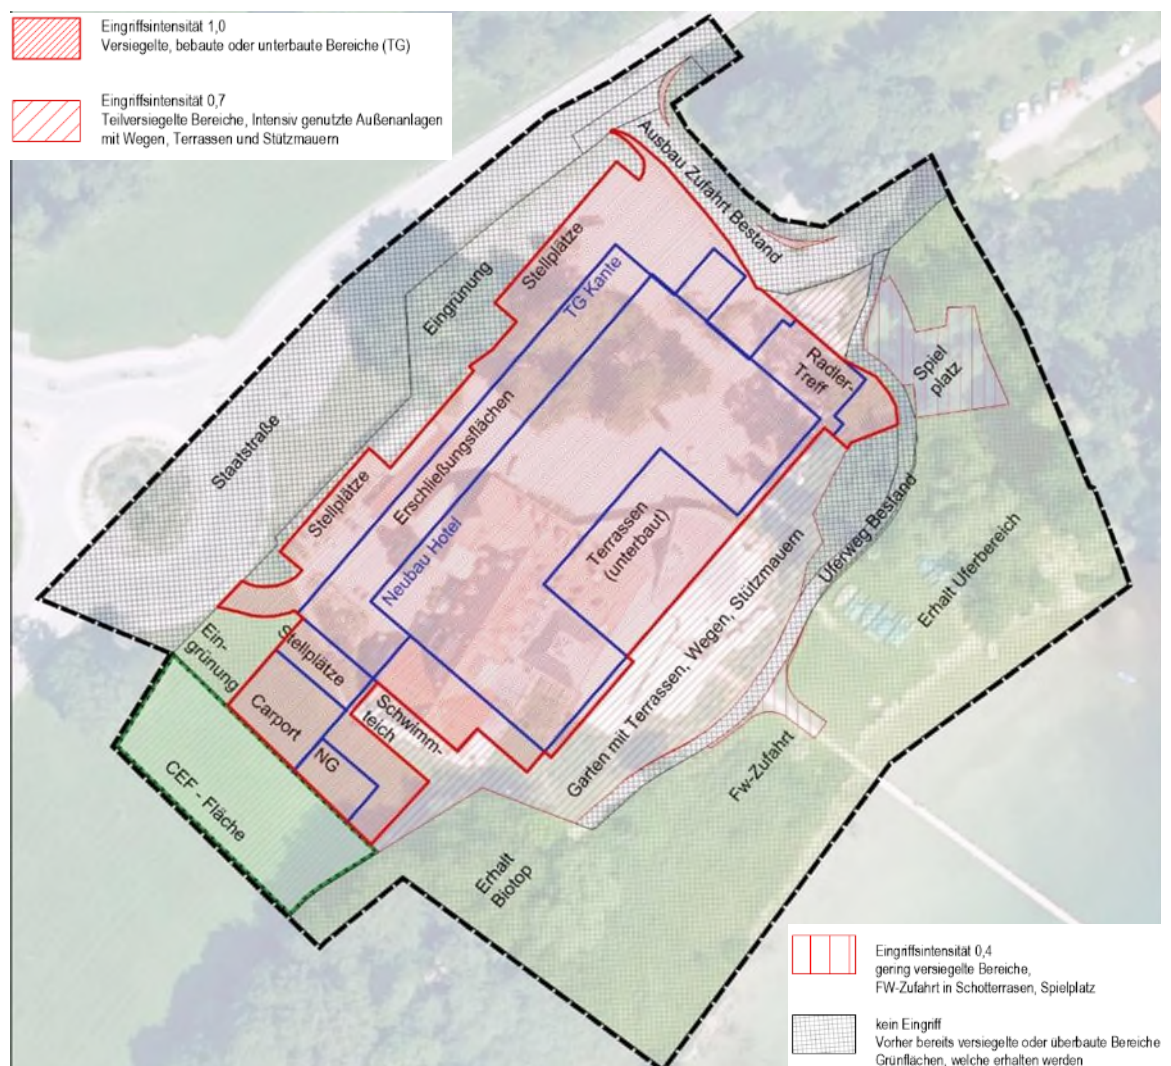 Eingriffsintensität 1,0
Versiegelte, bebaute oder unterbaute Bereiche (TG)
Eingriffsintensität 0,7
Teilversiegelte Bereiche, Intensiv genutzte Außenanlagen
mit Wegen, Terrassen und Stützmauern
Ausbau Zufahrt Bestand
Stellplätze
TG Kante
Eingrünung
Radler-
Treff
Spiel
platz
Staatstraße
Erschließungsflächen
Stellplätze
Neubau Hotel
Terrassen
(unterbaut)
Uferweg Bestand
Erhalt Uferbereich
Garten mit Terrassen, Wegen, Stützmauern
Ein-
grünung
Stellplätze
Carport
Schwimm-
teich
NG
Fw-Zufahrt
CEF - Fläche
Erhalt
Biotop
Eingriffsintensität 0,4
gering versiegelte Bereiche,
FW-Zufahrt in Schotterrasen, Spielplatz
kein Eingriff
Vorher bereits versiegelte oder überbaute Bereiche
Grünflächen, welche erhalten werden